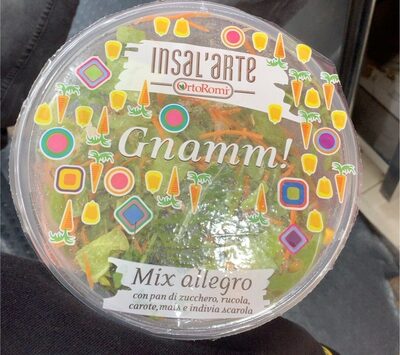 INSAL'ARTE
OrtoRomi
Gnamm!
Mix allegro
con pan di zucchero, rucola,
carote, mais e indivia scarola